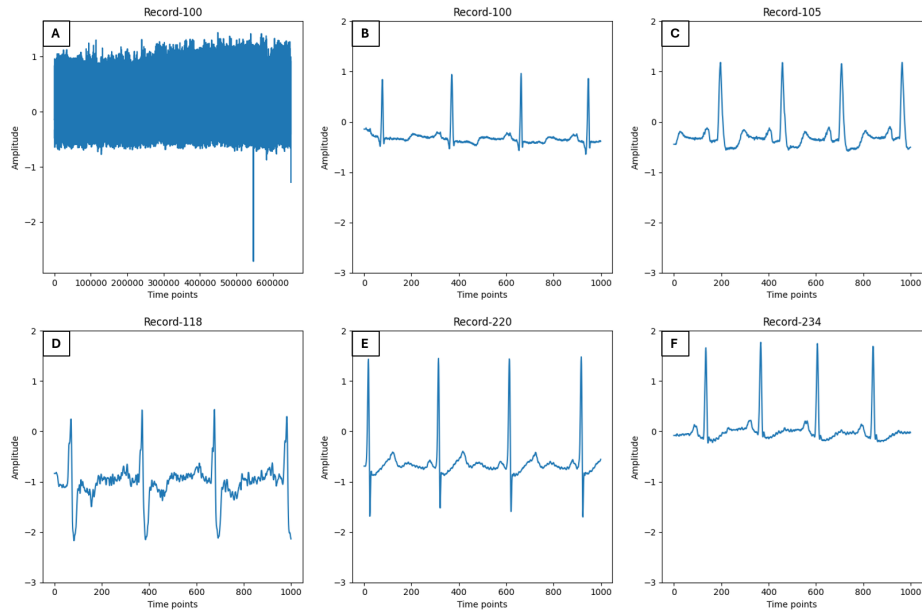 Record-100
A
Amplitude
1
0
−1
−2
0 100000 200000 300000 400000 500000 600000
Time points
Record-100
B
Amplitude
2
1
0
−1
−2
−3
0 200 400 600 800 1000
Time points
Record-105
C
Amplitude
2
1
0
−1
−2
−3
0 200 400 600 800 1000
Time points
Record-118
D
Amplitude
2
1
0
−1
−2
−3
0 200 400 600 800 1000
Time points
Record-220
E
Amplitude
2
1
0
−1
−2
−3
0 200 400 600 800 1000
Time points
Record-234
F
Amplitude
2
1
0
−1
−2
−3
0 200 400 600 800 1000
Time points